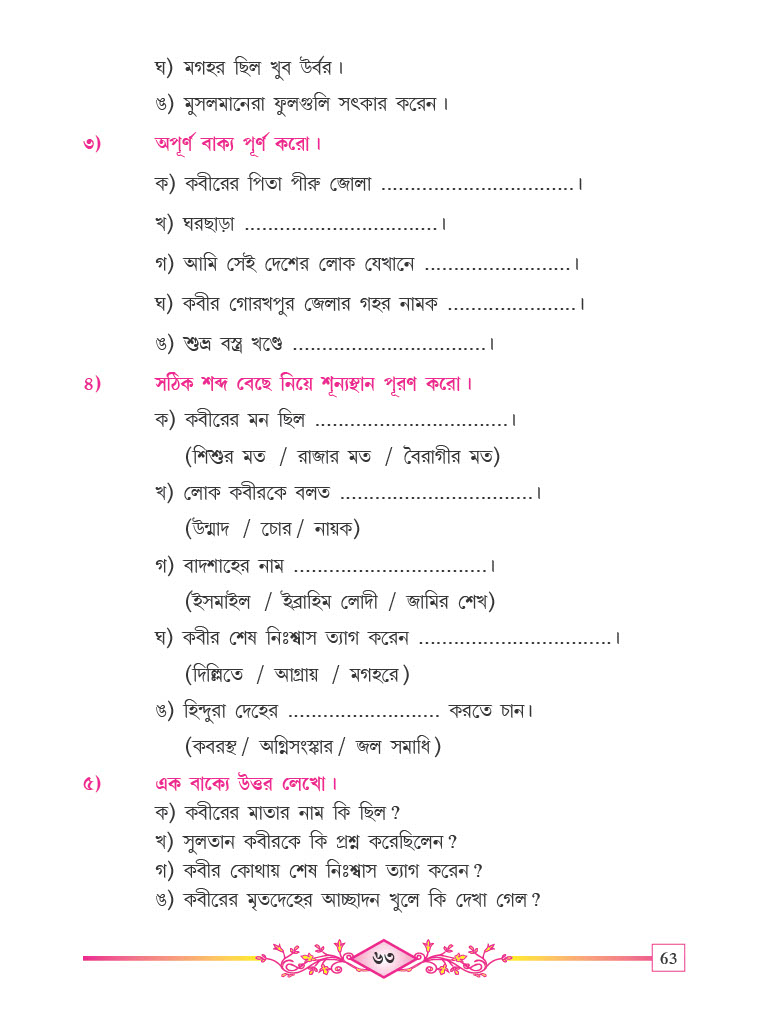 ঘ) মগহর ছিল খুব উর্বর।
ঙ) মুসলমানেরা ফুলগুলি সৎকার করেন।
৩) অপূর্ণ বাক্য পূর্ণ করো।
ক) কবীরের পিতা পীরু জোলা .................................।
খ) ঘরছাড়া .................................।
গ) আমি সেই দেশের লোক যেখানে .........................।
ঘ) কবীর গোরখপুর জেলার গহর নামক ......................।
ঙ) শুভ্র বস্ত্র খণ্ডে .................................।
৪) সঠিক শব্দ বেছে নিয়ে শূন্যস্থান পূরণ করো।
ক) কবীরের মন ছিল .................................।
(শিশুর মত / রাজার মত / বৈরাগীর মত)
খ) লোক কবীরকে বলত .................................।
(উন্মাদ / চোর / নায়ক)
গ) বাদশাহের নাম .................................।
(ইসমাইল / ইব্রাহিম লোদী / জামির শেখ)
ঘ) কবীর শেষ নিঃশ্বাস ত্যাগ করেন .................................।
(দিল্লিতে / আগ্রায় / মগহরে)
ঙ) হিন্দুরা দেহের .......................... করতে চান।
(কবরস্থ / অগ্নিসংস্কার / জল সমাধি)
৫) এক বাক্যে উত্তর লেখো।
ক) কবীরের মাতার নাম কি ছিল?
খ) সুলতান কবীরকে কি প্রশ্ন করেছিলেন?
গ) কবীর কোথায় শেষ নিঃশ্বাস ত্যাগ করেন?
ঙ) কবীরের মৃতদেহের আচ্ছাদন খুলে কি দেখা গেল?
৬৩
63